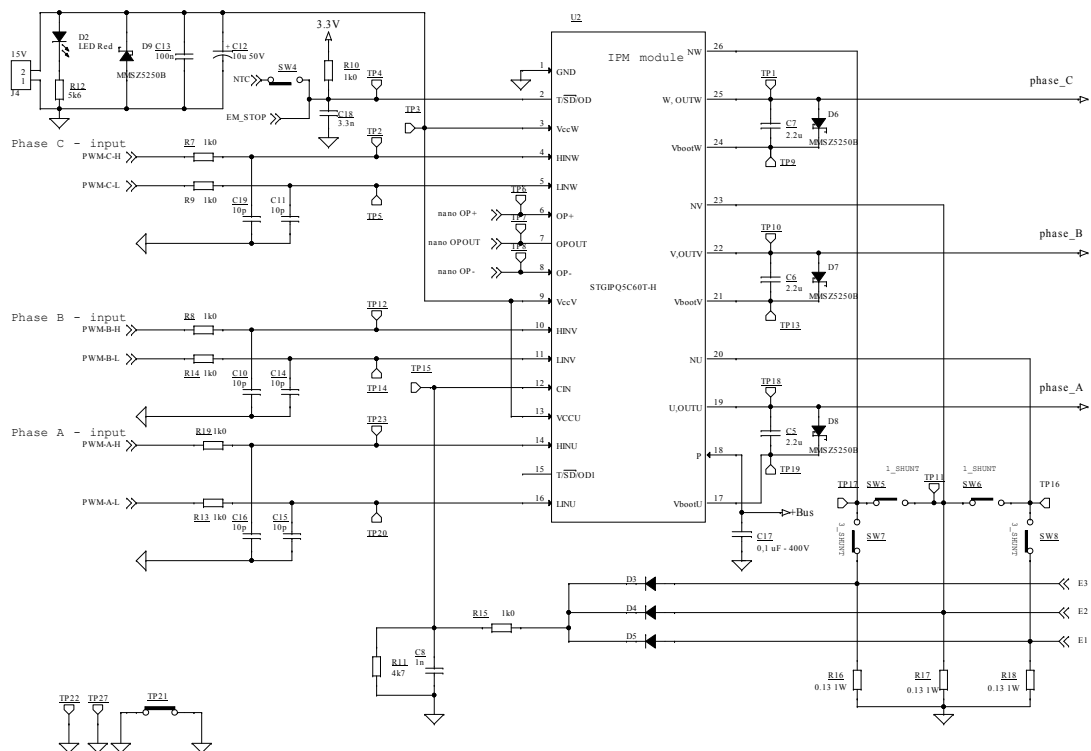 U2
IPM module
STGIPQ5C60T-H
15V
2
1
J4
D2
LED Red
R12
5k6
D9
MMSZ5250B
C13
100n
+
C12
10u 50V
3.3V
R10
1k0
NTC
SW4
EM_STOP
C18
3.3n
TP4
TP3
Phase C - input
PWM-C-H
R7 1k0
TP2
PWM-C-L
R9 1k0
TP5
C19
10p
C11
10p
TP6
nano OP+
TP7
nano OPOUT
TP8
nano OP-
Phase B - input
PWM-B-H
R8 1k0
TP12
PWM-B-L
R14 1k0
TP14
C10
10p
C14
10p
TP15
Phase A - input
PWM-A-H
R19 1k0
TP23
PWM-A-L
R13 1k0
TP20
C16
10p
C15
10p
1 GND
2 T/SD/OD
3 VccW
4 HINW
5 LINW
6 OP+
7 OPOUT
8 OP-
9 VccV
10 HINV
11 LINV
12 CIN
13 VCCU
14 HINU
15 T/SD/OD1
16 LINU
NW 26
W, OUTW 25
VbootW 24
NV 23
V,OUTV 22
VbootV 21
NU 20
U,OUTU 19
P 18
VbootU 17
TP1
C7
2.2u
D6
MMSZ5250B
TP9
phase_C
TP10
C6
2.2u
D7
MMSZ5250B
TP13
phase_B
TP18
C5
2.2u
D8
MMSZ5250B
TP19
phase_A
+Bus
C17
0,1 uF - 400V
1_SHUNT
1_SHUNT
TP17
SW5
TP11
SW6
TP16
3_SHUNT
SW7
3_SHUNT
SW8
D3
E3
D4
E2
D5
E1
R15 1k0
R11
4k7
C8
1n
R16
0.13 1W
R17
0.13 1W
R18
0.13 1W
TP22
TP27
TP21